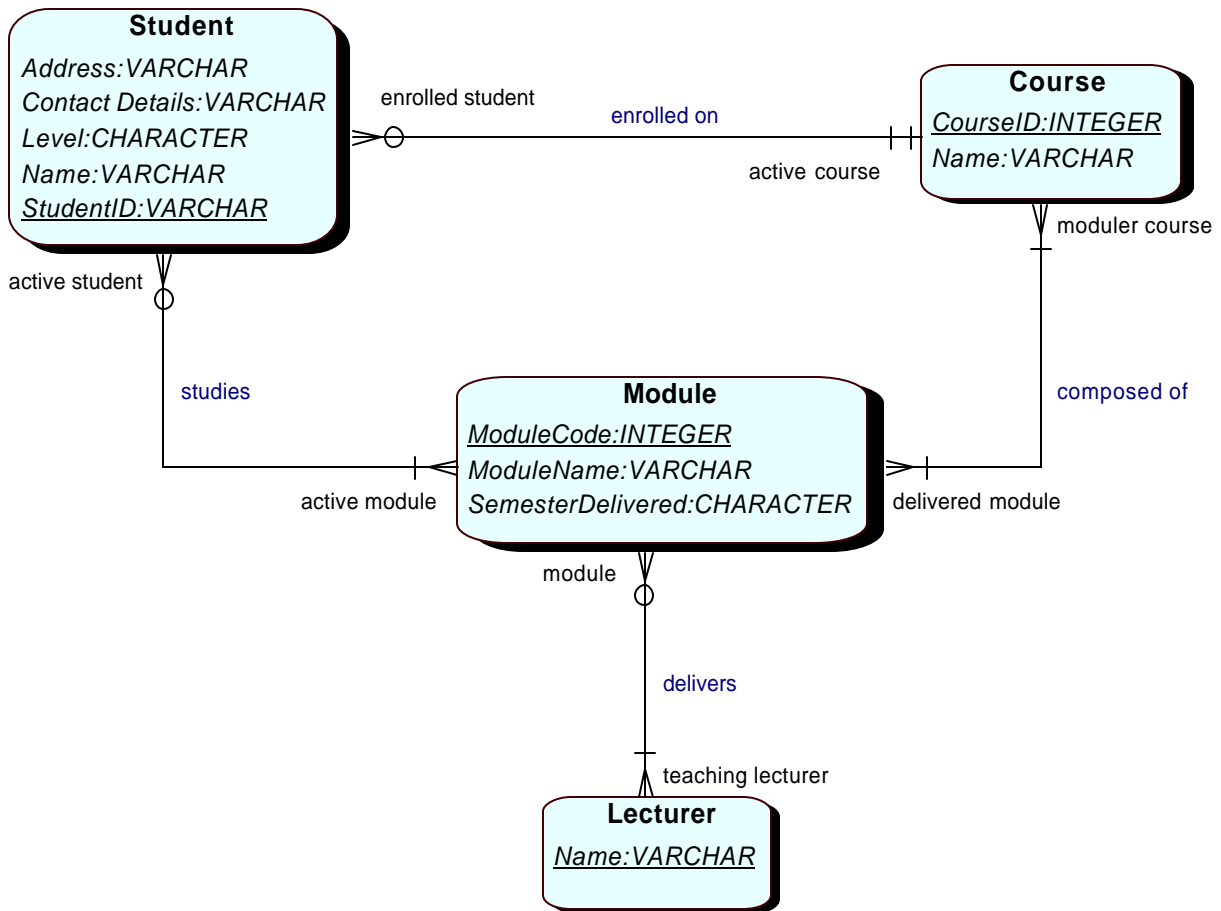 Student
Address:VARCHAR
Contact Details:VARCHAR
Level:CHARACTER
Name:VARCHAR
StudentID:VARCHAR
enrolled student
enrolled on
active course
Course
CourseID:INTEGER
Name:VARCHAR
moduler course
active student
studies
composed of
active module
Module
ModuleCode:INTEGER
ModuleName:VARCHAR
SemesterDelivered:CHARACTER
delivered module
module
delivers
teaching lecturer
Lecturer
Name:VARCHAR